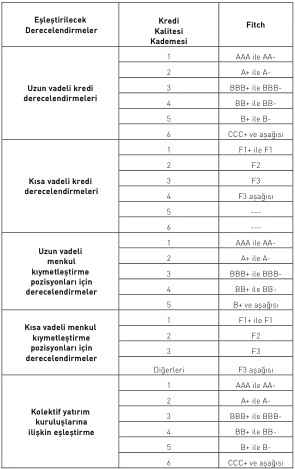 Eşleştirilecek Derecelendirmeler
Kredi Kalitesi Kademesi
Fitch
Uzun vadeli kredi derecelendirmeleri
1 AAA ile AA-
2 A+ ile A-
3 BBB+ ile BBB-
4 BB+ ile BB-
5 B+ ile B-
6 CCC+ ve aşağısı
Kısa vadeli kredi derecelendirmeleri
1 F1+ ile F1
2 F2
3 F3
4 F3 aşağısı
5 ---
6 ---
Uzun vadeli menkul kıymetleştirme pozisyonları için derecelendirmeler
1 AAA ile AA-
2 A+ ile A-
3 BBB+ ile BBB-
4 BB+ ile BB-
5 B+ ve aşağısı
Kısa vadeli menkul kıymetleştirme pozisyonları için derecelendirmeler
1 F1+ ile F1
2 F2
3 F3
Diğerleri F3 aşağısı
Kolektif yatırım kuruluşlarına ilişkin eşleştirme
1 AAA ile AA-
2 A+ ile A-
3 BBB+ ile BBB-
4 BB+ ile BB-
5 B+ ile B-
6 CCC+ ve aşağısı